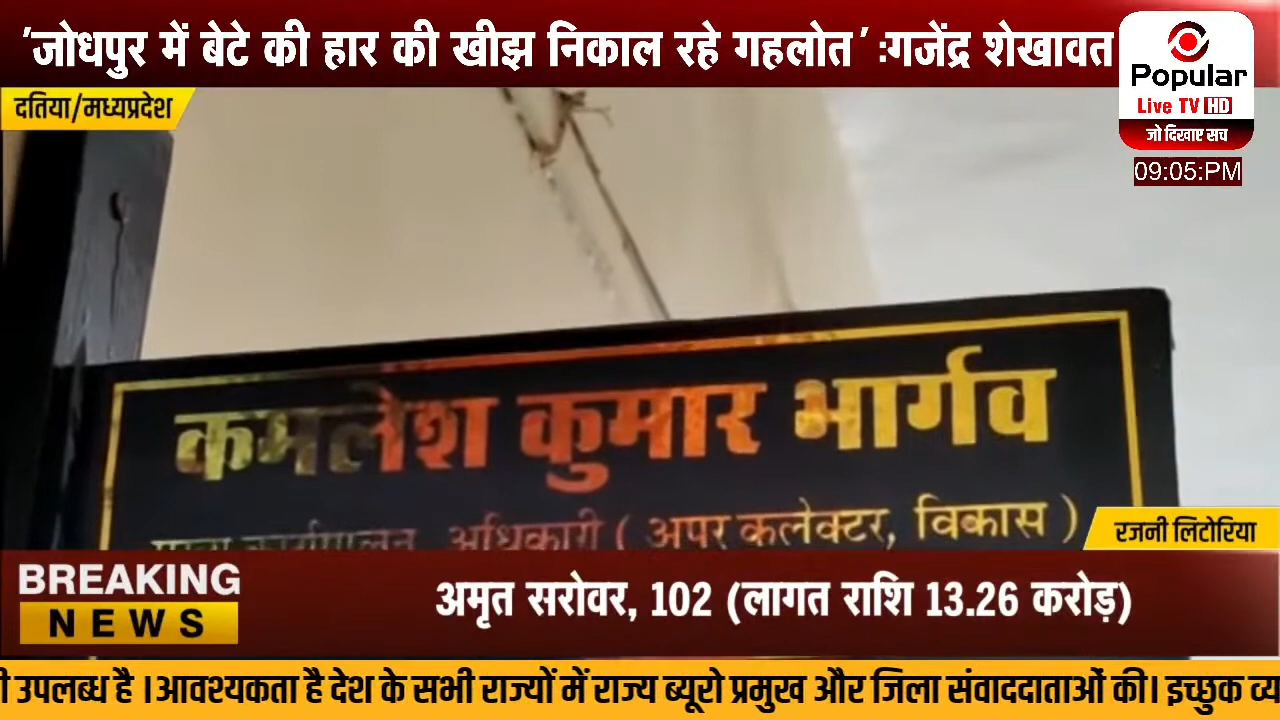 'जोधपुर में बेटे की हार की खीझ निकाल रहे गहलोत' :गजेंद्र शेखावत
Popular
Live TV HD
जो दिखाए सच
09:05:PM
दतिया/मध्यप्रदेश
कमलेश कुमार भार्गव
मुख्य कार्यपालन अधिकारी ( अपर कलेक्टर, विकास )
रजनी लिटोरिया
BREAKING
NEWS
अमृत सरोवर, 102 (लागत राशि 13.26 करोड़)
ी उपलब्ध है । आवश्यकता है देश के सभी राज्यों में राज्य ब्यूरो प्रमुख और जिला संवाददाताओं की। इच्छुक व्य